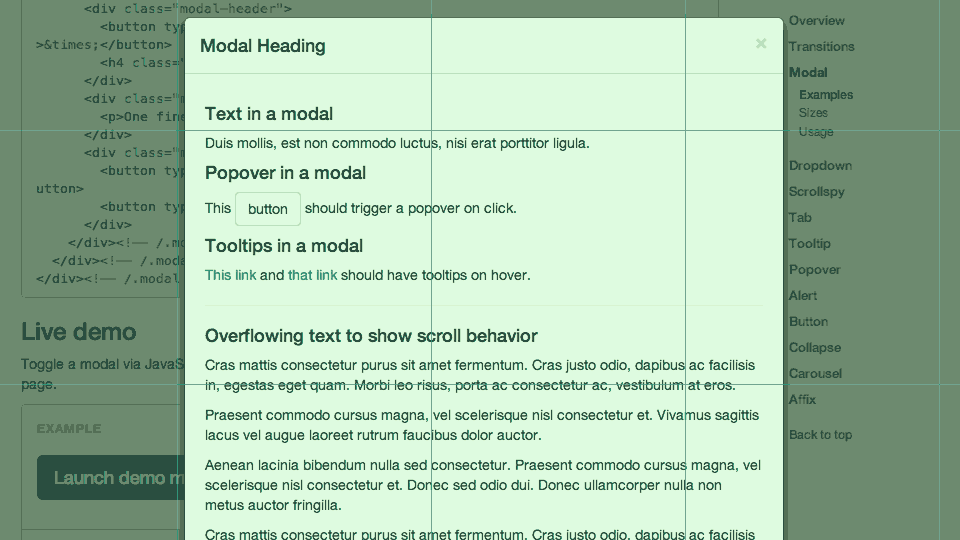 <div class="modal-header">
<button typ
>&times;</button>
<h4 class=
</div>
<div class="m
<p>One fine
</div>
<div class="m
<button typ
utton>
<button typ
</div>
</div><!-- /.mo
</div><!-- /.moda
</div><!-- /.modal
Live demo
Toggle a modal via JavaS
page.
EXAMPLE
Launch demo m
Modal Heading
×
Text in a modal
Duis mollis, est non commodo luctus, nisi erat porttitor ligula.
Popover in a modal
This button should trigger a popover on click.
Tooltips in a modal
This link and that link should have tooltips on hover.
Overflowing text to show scroll behavior
Cras mattis consectetur purus sit amet fermentum. Cras justo odio, dapibus ac facilisis
in, egestas eget quam. Morbi leo risus, porta ac consectetur ac, vestibulum at eros.
Praesent commodo cursus magna, vel scelerisque nisl consectetur et. Vivamus sagittis
lacus vel augue laoreet rutrum faucibus dolor auctor.
Aenean lacinia bibendum nulla sed consectetur. Praesent commodo cursus magna, vel
scelerisque nisl consectetur et. Donec sed odio dui. Donec ullamcorper nulla non
metus auctor fringilla.
Cras mattis consectetur purus sit amet fermentum. Cras justo odio, dapibus ac facilisis
Overview
Transitions
Modal
Examples
Sizes
Usage
Dropdown
Scrollspy
Tab
Tooltip
Popover
Alert
Button
Collapse
Carousel
Affix
Back to top